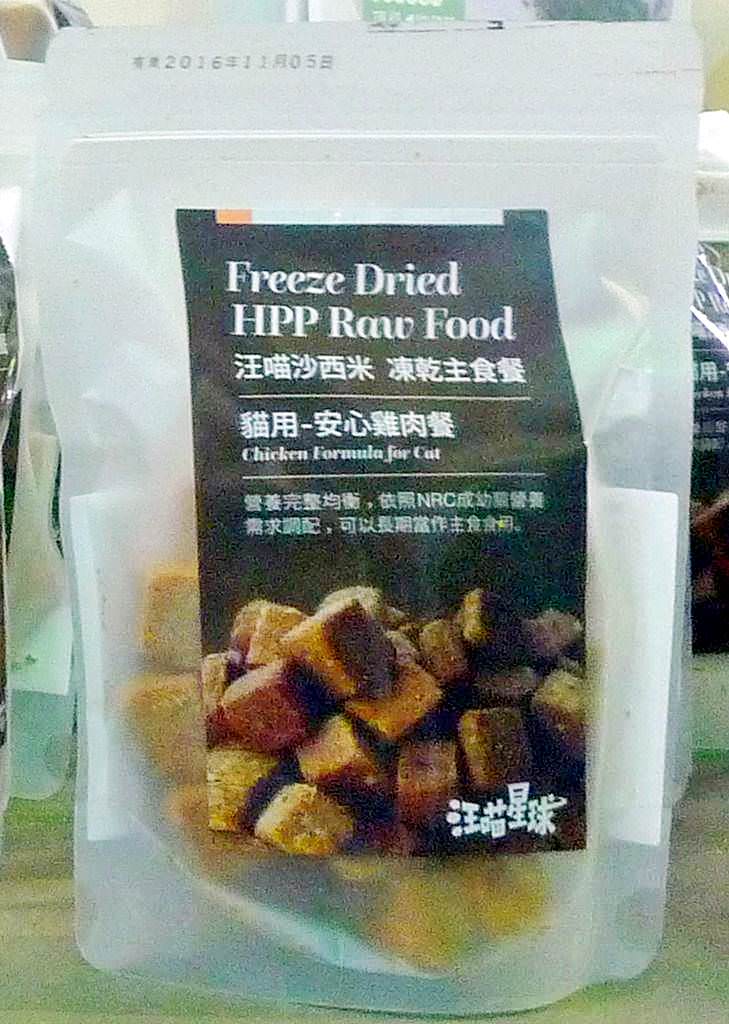 有效2016年11月05日
Freeze Dried
HPP Raw Food
汪喵沙西米 凍乾主食餐
貓用-安心雞肉餐
Chicken Formula for Cat
營養完整均衡，依照NRC成幼貓營養
需求調配，可以長期當作主食食用。
汪喵星球